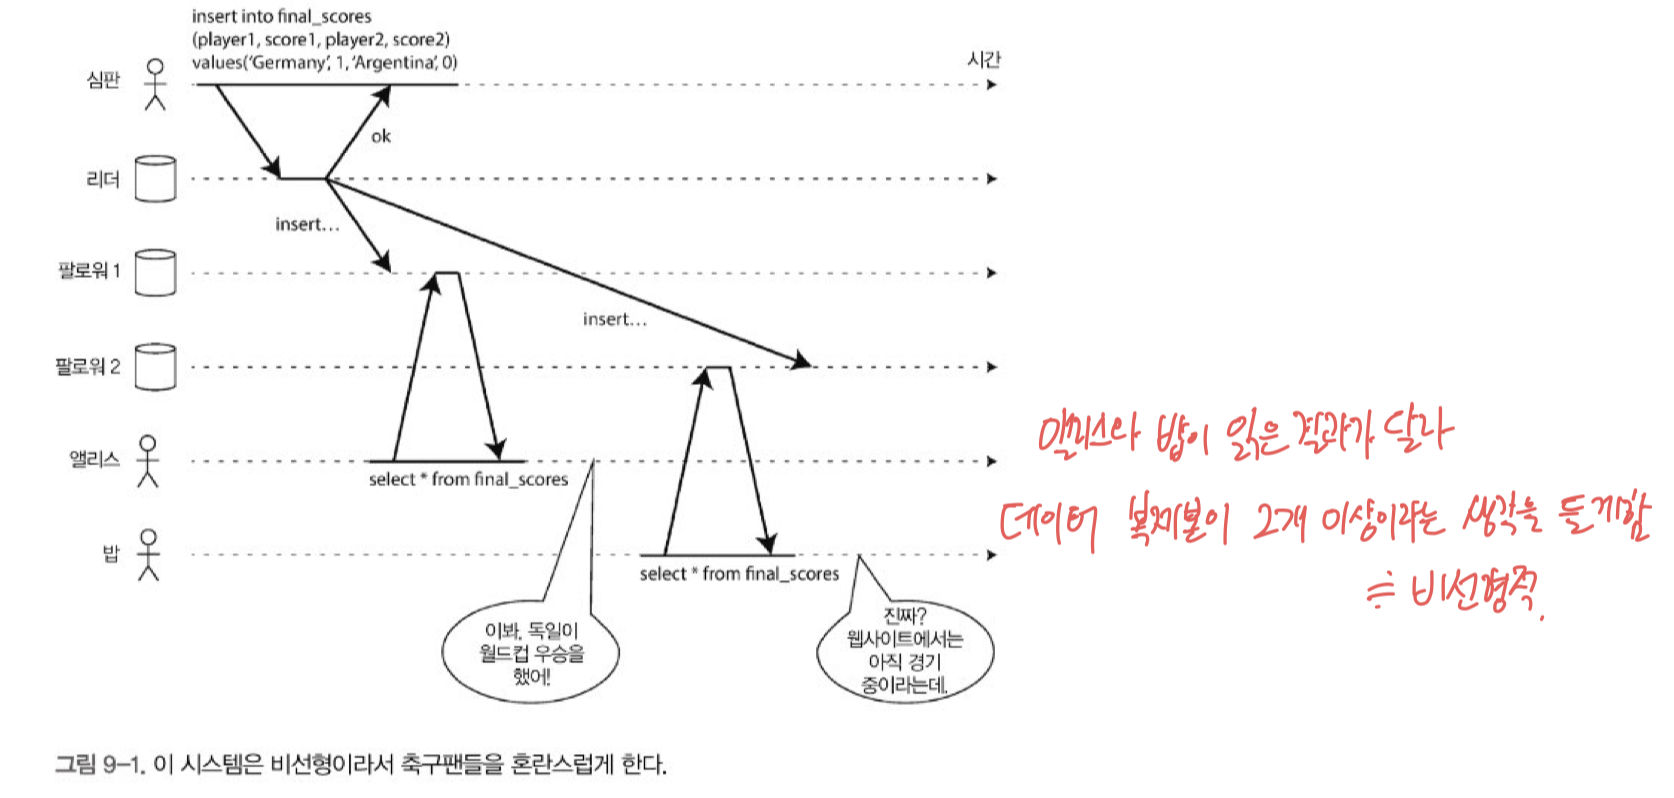 insert into final_scores
(player1, score1, player2, score2)
values('Germany', 1, 'Argentina', 0)
시간
심판
ok
리더
insert...
팔로워 1
insert...
팔로워 2
앨리스와 밥이 읽은 결과가 달라
앨리스
select * from final_scores
데이터 복제본이 2개 이상이라는 생각을 들게함
밥
select * from final_scores
≒ 비선형적.
이봐, 독일이
월드컵 우승을
했어!
진짜?
웹사이트에서는
아직 경기
중이라는데.
그림 9-1. 이 시스템은 비선형이라서 축구팬들을 혼란스럽게 한다.